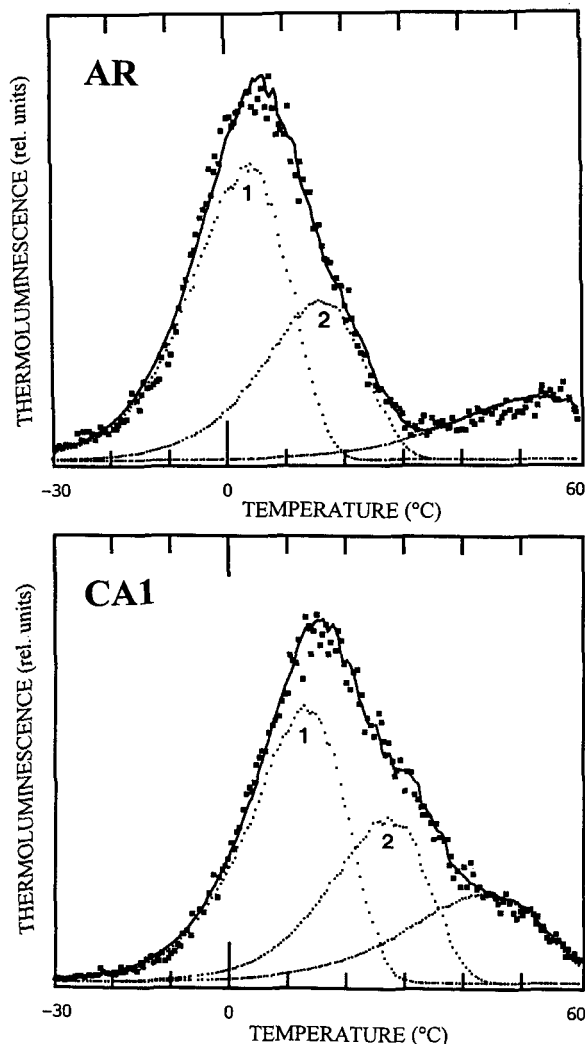 THERMOLUMINESCENCE (rel. units)
AR
1
2
−30
0
60
TEMPERATURE (°C)
THERMOLUMINESCENCE (rel. units)
CA1
1
2
−30
0
60
TEMPERATURE (°C)